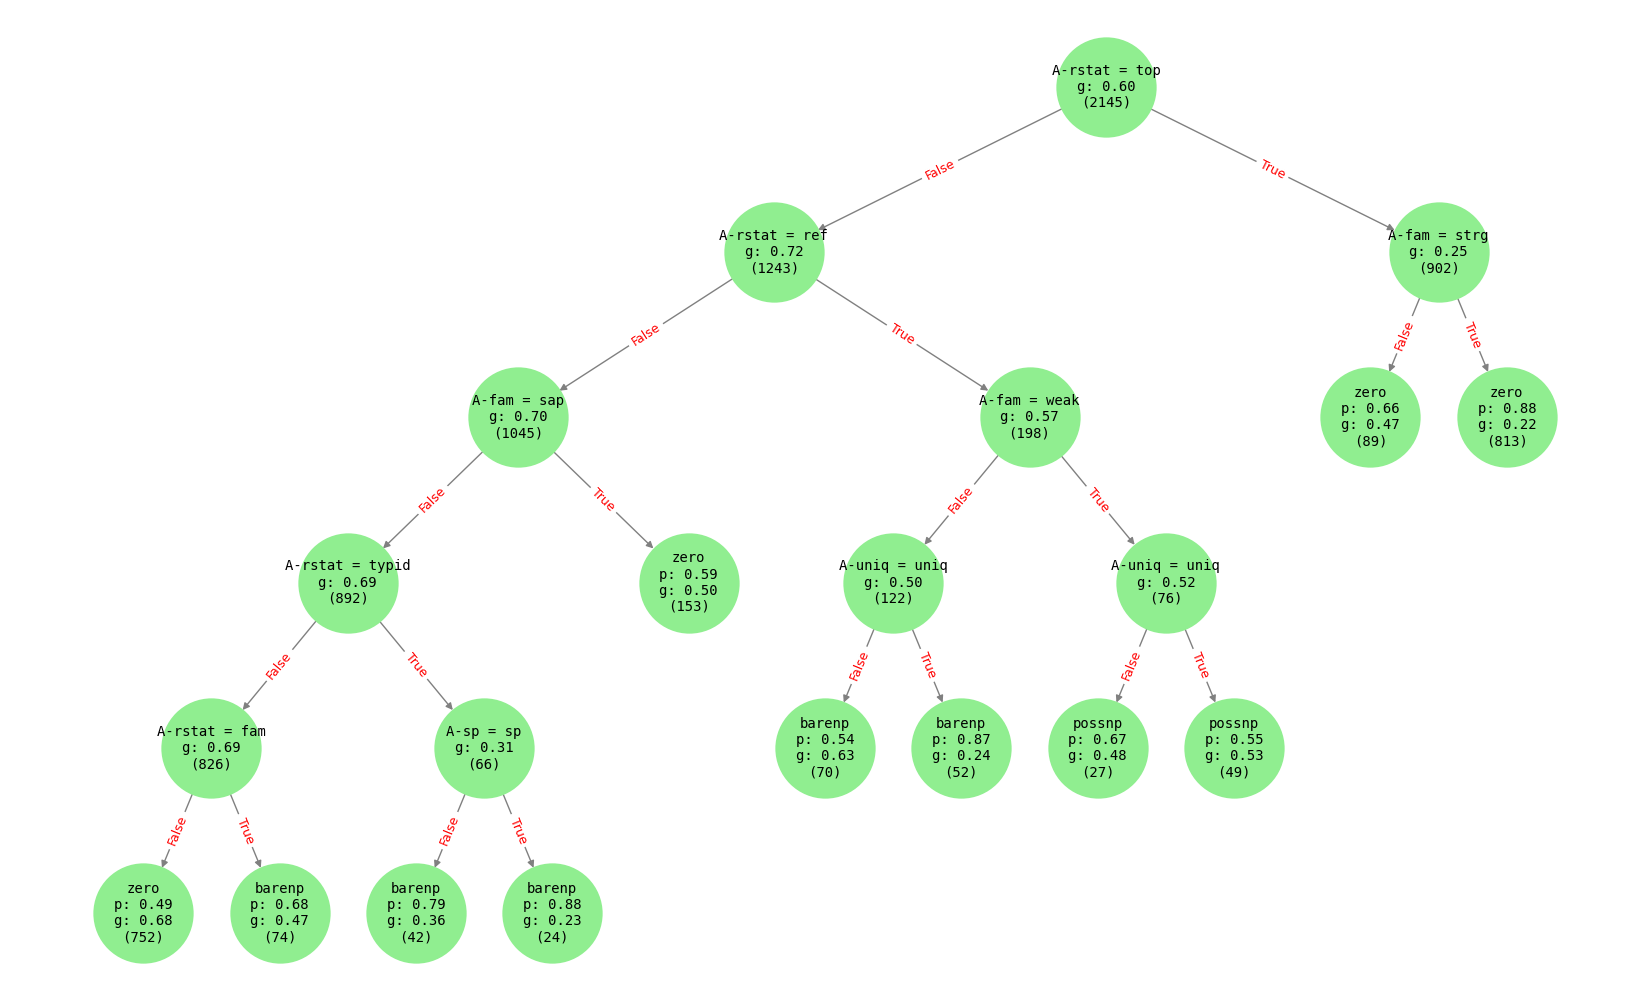 A-rstat = top
g: 0.60
(2145)
False
True
A-rstat = ref
g: 0.72
(1243)
A-fam = strg
g: 0.25
(902)
False
True
False
True
A-fam = sap
g: 0.70
(1045)
A-fam = weak
g: 0.57
(198)
zero
p: 0.66
g: 0.47
(89)
zero
p: 0.88
g: 0.22
(813)
False
True
False
True
A-rstat = typid
g: 0.69
(892)
zero
p: 0.59
g: 0.50
(153)
A-uniq = uniq
g: 0.50
(122)
A-uniq = uniq
g: 0.52
(76)
False
True
False
True
False
True
A-rstat = fam
g: 0.69
(826)
A-sp = sp
g: 0.31
(66)
barenp
p: 0.54
g: 0.63
(70)
barenp
p: 0.87
g: 0.24
(52)
possnp
p: 0.67
g: 0.48
(27)
possnp
p: 0.55
g: 0.53
(49)
False
True
False
True
zero
p: 0.49
g: 0.68
(752)
barenp
p: 0.68
g: 0.47
(74)
barenp
p: 0.79
g: 0.36
(42)
barenp
p: 0.88
g: 0.23
(24)